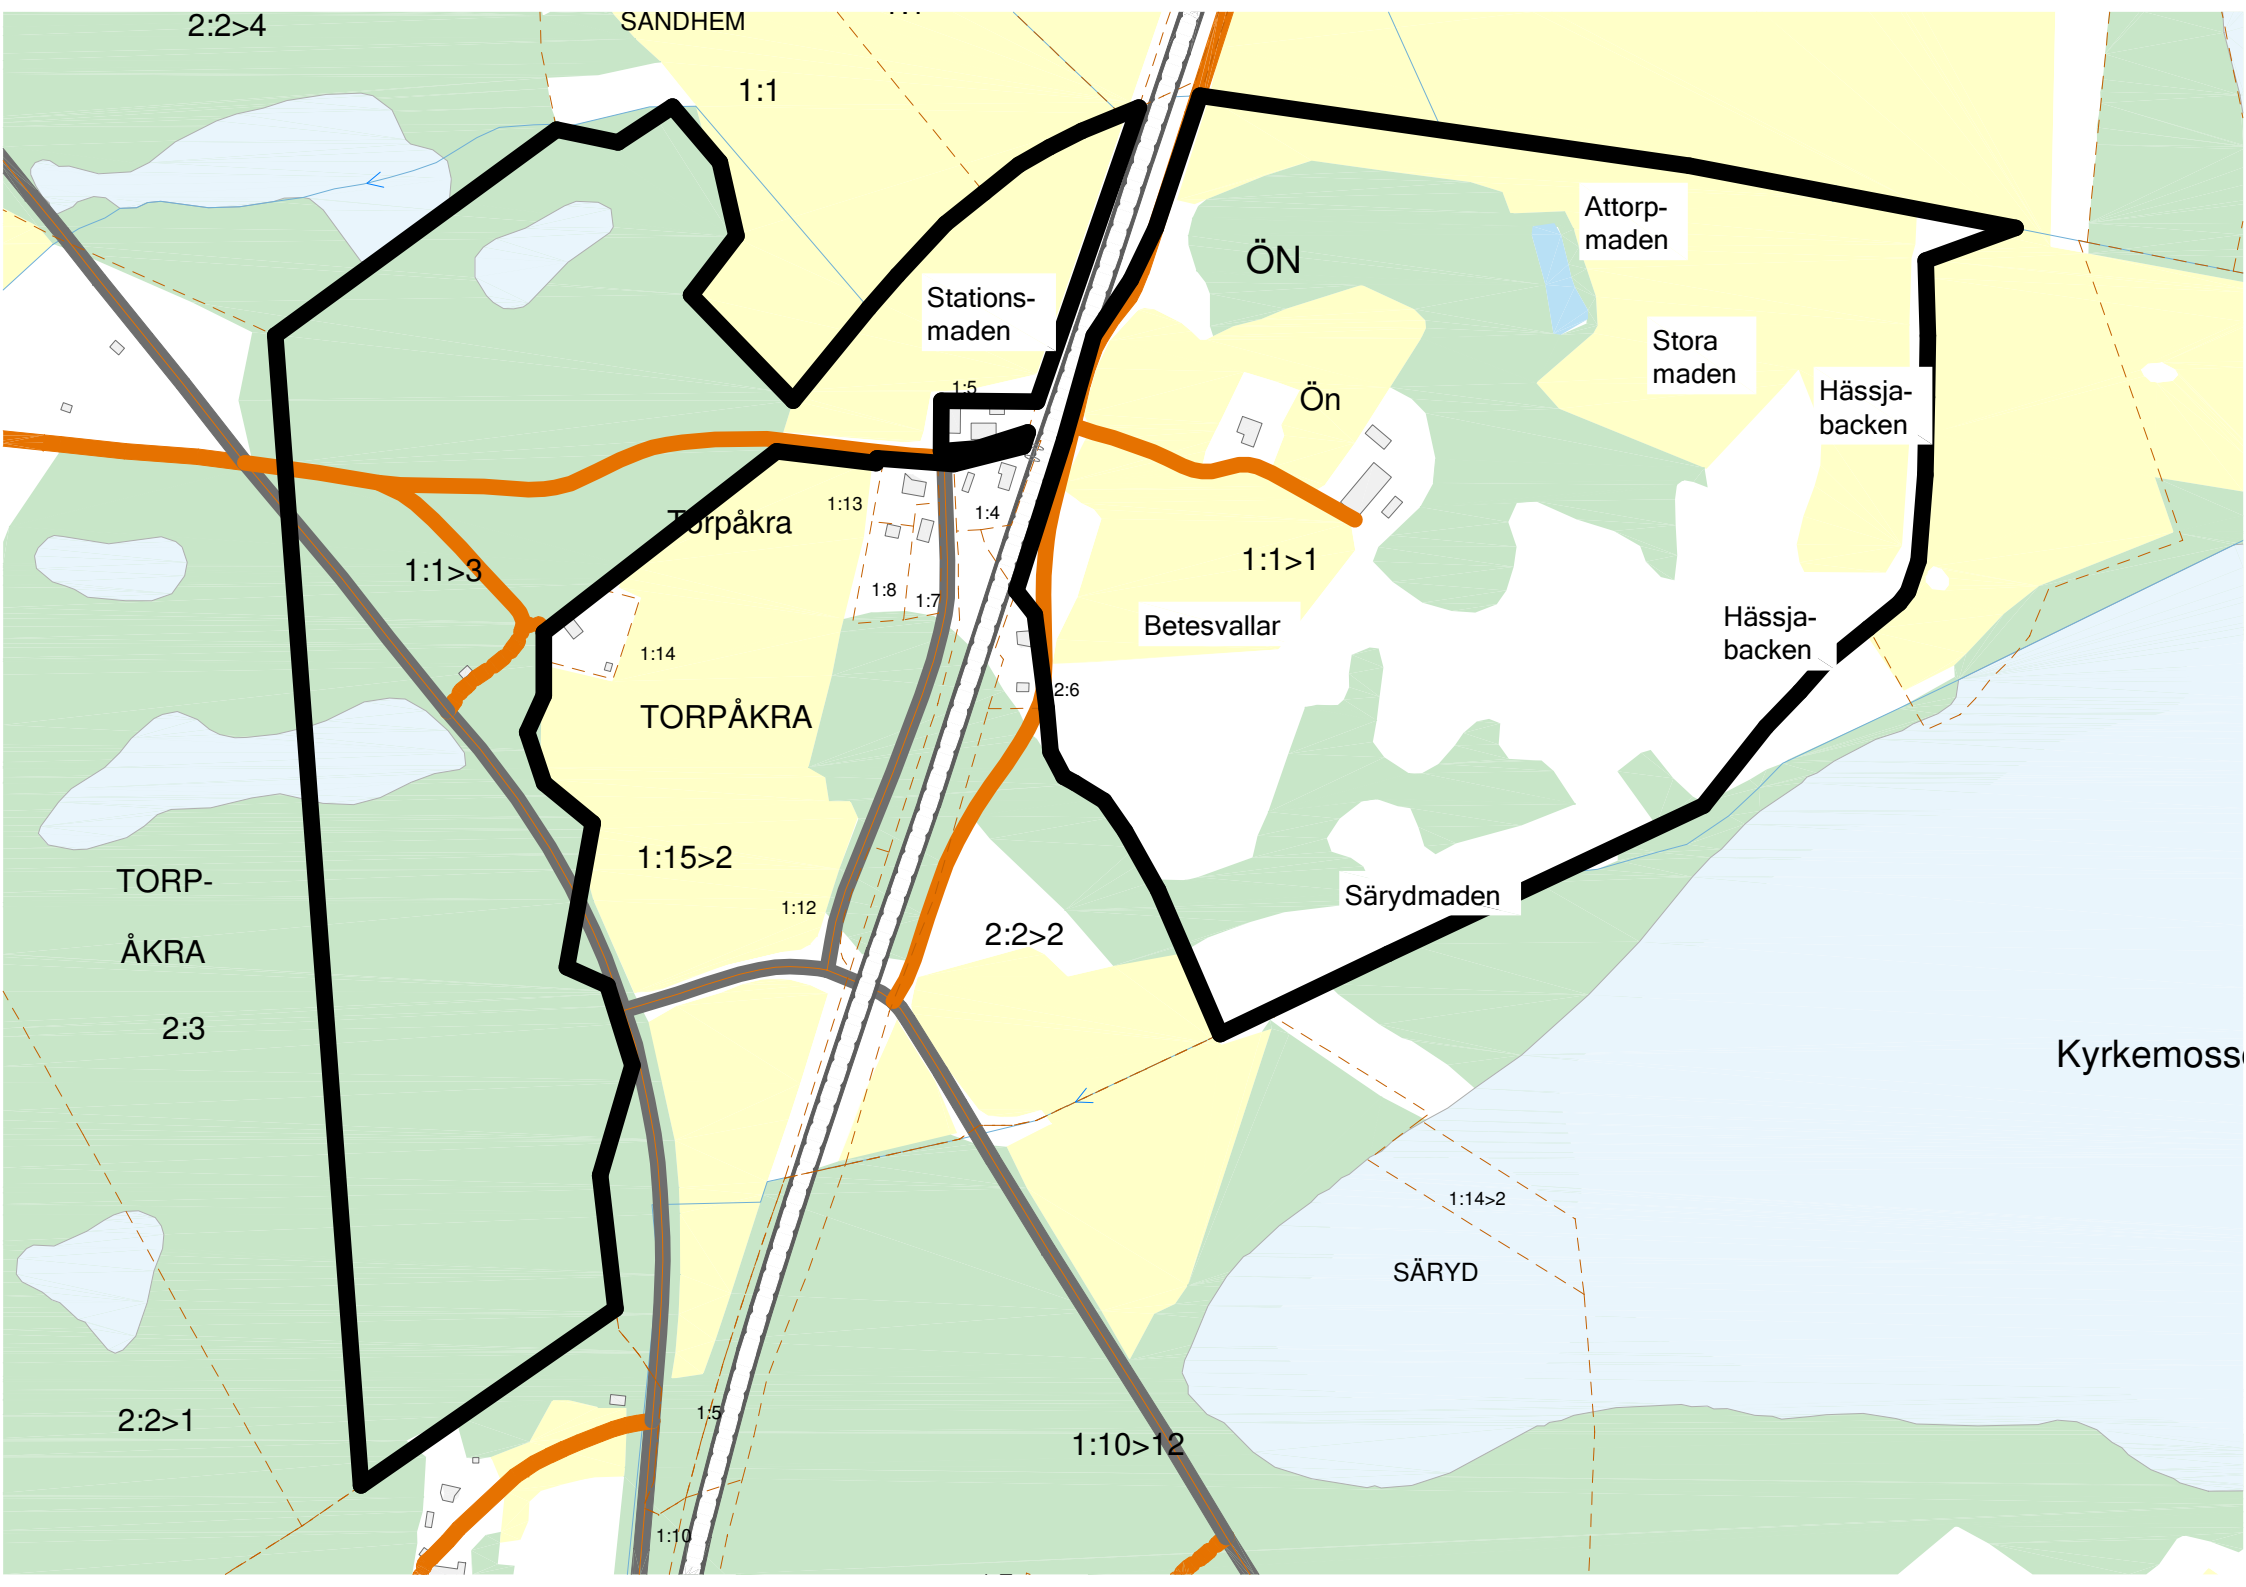 2:2>4
SANDHEM
1:1
Attorp-
maden
ÖN
Stations-
maden
Stora
maden
1:5
Ön
Hässja-
backen
1:13
Torpåkra
1:4
1:1>3
1:1>1
1:8
1:7
Betesvallar
Hässja-
backen
1:14
2:6
TORPÅKRA
1:15>2
TORP-
ÅKRA
2:3
1:12
2:2>2
Särydmaden
Kyrkemoss
1:14>2
SÄRYD
2:2>1
1:5
1:10>12
1:10